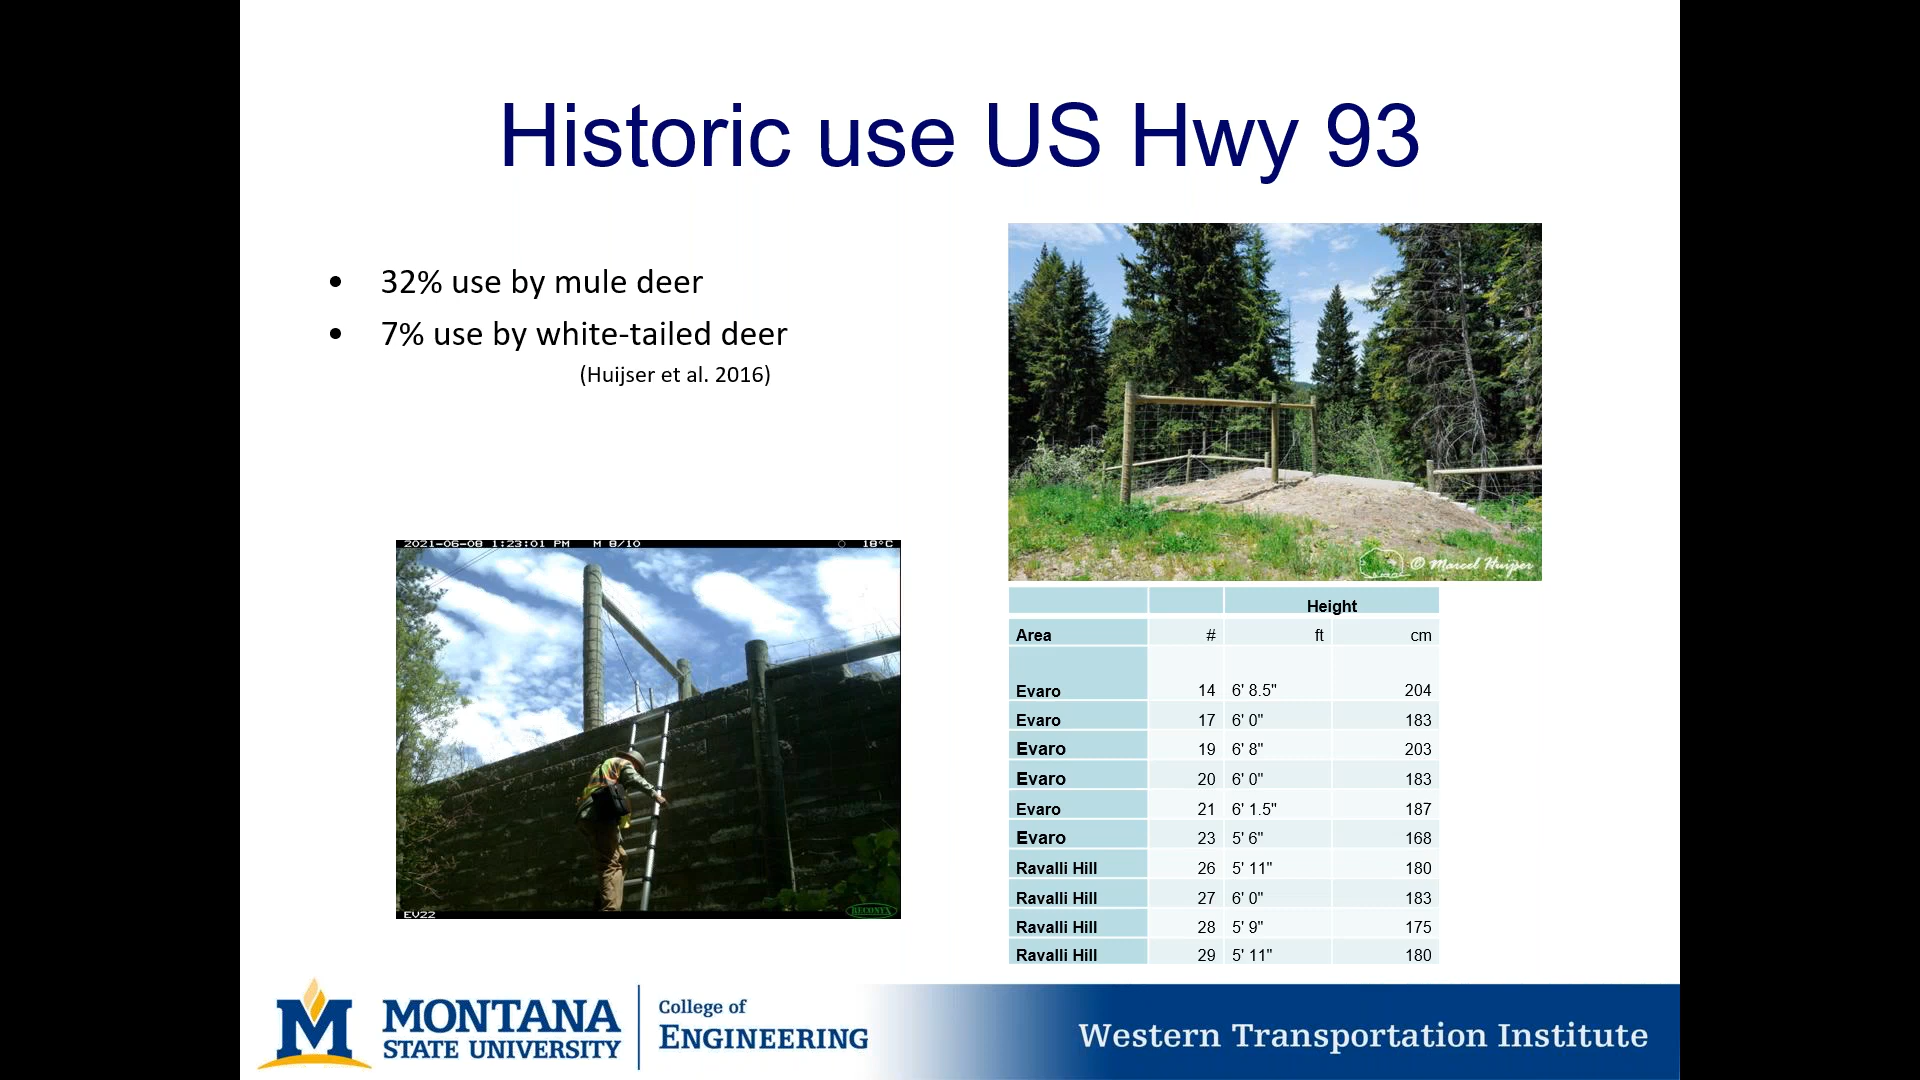 Historic use US Hwy 93
• 32% use by mule deer
• 7% use by white-tailed deer
(Huijser et al. 2016)
© Marcel Huijser
2021-06-08 1:23:01 PM M 8/10 18°C
EV22
RECONYX
Height
Area # ft cm
Evaro 14 6' 8.5" 204
Evaro 17 6' 0" 183
Evaro 19 6' 8" 203
Evaro 20 6' 0" 183
Evaro 21 6' 1.5" 187
Evaro 23 5' 6" 168
Ravalli Hill 26 5' 11" 180
Ravalli Hill 27 6' 0" 183
Ravalli Hill 28 5' 9" 175
Ravalli Hill 29 5' 11" 180
M
MONTANA
STATE UNIVERSITY
College of
ENGINEERING
Western Transportation Institute